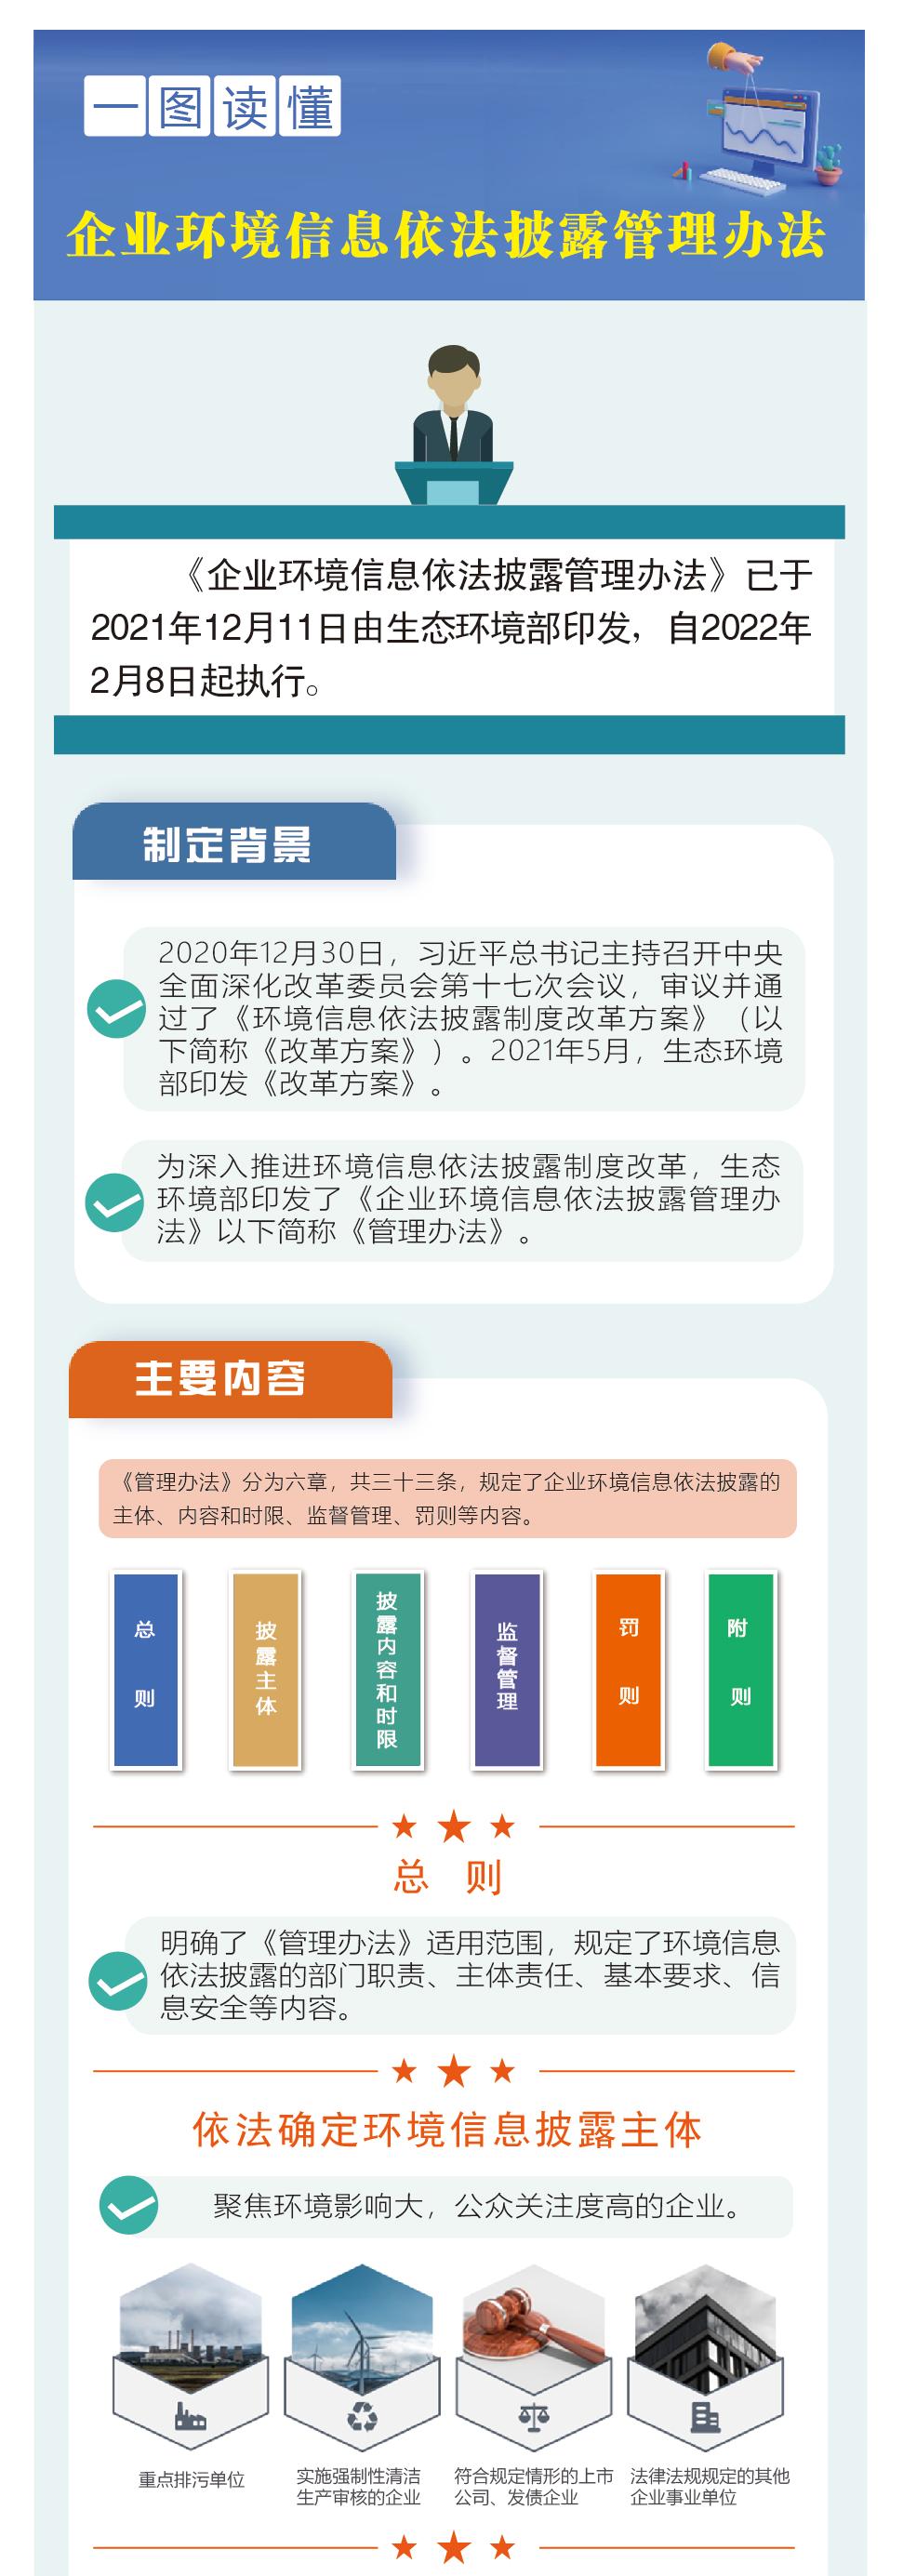 一图读懂
企业环境信息依法披露管理办法
《企业环境信息依法披露管理办法》已于
2021年12月11日由生态环境部印发，自2022年
2月8日起执行。
制定背景
2020年12月30日，习近平总书记主持召开中央
全面深化改革委员会第十七次会议，审议并通
过了《环境信息依法披露制度改革方案》（以
下简称《改革方案》）。2021年5月，生态环境
部印发《改革方案》。
为深入推进环境信息依法披露制度改革，生态
环境部印发了《企业环境信息依法披露管理办
法》以下简称《管理办法》。
主要内容
《管理办法》分为六章，共三十三条，规定了企业环境信息依法披露的
主体、内容和时限、监督管理、罚则等内容。
总则
披露主体
披露内容和时限
监督管理
罚则
附则
总 则
明确了《管理办法》适用范围，规定了环境信息
依法披露的部门职责、主体责任、基本要求、信
息安全等内容。
依法确定环境信息披露主体
聚焦环境影响大，公众关注度高的企业。
重点排污单位
实施强制性清洁
生产审核的企业
符合规定情形的上市
公司、发债企业
法律法规规定的其他
企业事业单位